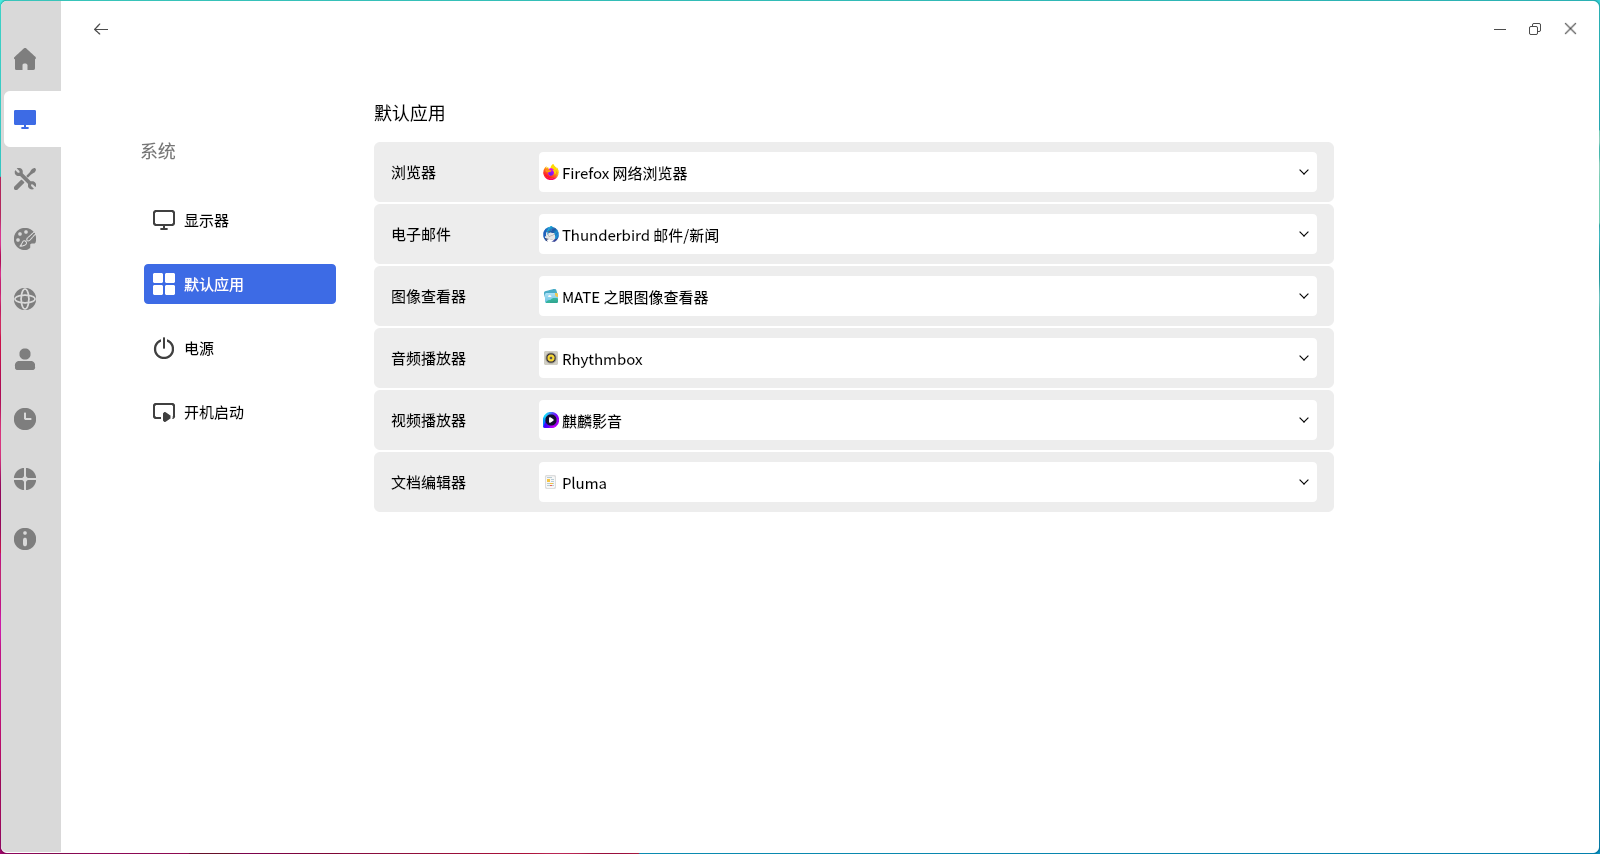 系统
显示器
默认应用
电源
开机启动
默认应用
浏览器
Firefox 网络浏览器
电子邮件
Thunderbird 邮件/新闻
图像查看器
MATE 之眼图像查看器
音频播放器
Rhythmbox
视频播放器
麒麟影音
文档编辑器
Pluma